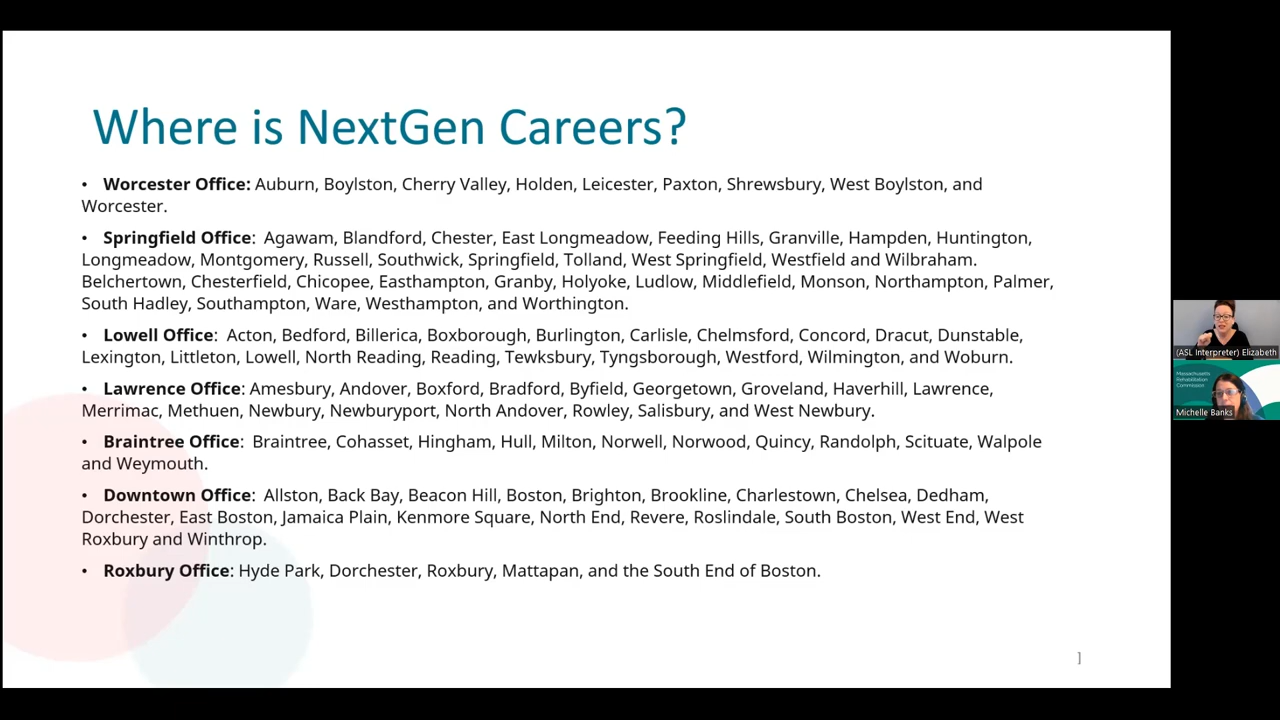 Where is NextGen Careers?
• Worcester Office: Auburn, Boylston, Cherry Valley, Holden, Leicester, Paxton, Shrewsbury, West Boylston, and
Worcester.
• Springfield Office: Agawam, Blandford, Chester, East Longmeadow, Feeding Hills, Granville, Hampden, Huntington,
Longmeadow, Montgomery, Russell, Southwick, Springfield, Tolland, West Springfield, Westfield and Wilbraham.
Belchertown, Chesterfield, Chicopee, Easthampton, Granby, Holyoke, Ludlow, Middlefield, Monson, Northampton, Palmer,
South Hadley, Southampton, Ware, Westhampton, and Worthington.
• Lowell Office: Acton, Bedford, Billerica, Boxborough, Burlington, Carlisle, Chelmsford, Concord, Dracut, Dunstable,
Lexington, Littleton, Lowell, North Reading, Reading, Tewksbury, Tyngsborough, Westford, Wilmington, and Woburn.
• Lawrence Office: Amesbury, Andover, Boxford, Bradford, Byfield, Georgetown, Groveland, Haverhill, Lawrence,
Merrimac, Methuen, Newbury, Newburyport, North Andover, Rowley, Salisbury, and West Newbury.
• Braintree Office: Braintree, Cohasset, Hingham, Hull, Milton, Norwell, Norwood, Quincy, Randolph, Scituate, Walpole
and Weymouth.
• Downtown Office: Allston, Back Bay, Beacon Hill, Boston, Brighton, Brookline, Charlestown, Chelsea, Dedham,
Dorchester, East Boston, Jamaica Plain, Kenmore Square, North End, Revere, Roslindale, South Boston, West End, West
Roxbury and Winthrop.
• Roxbury Office: Hyde Park, Dorchester, Roxbury, Mattapan, and the South End of Boston.
]
(ASL Interpreter) Elizabeth
Massachusetts
Rehabilitation
Commission
Michelle Banks